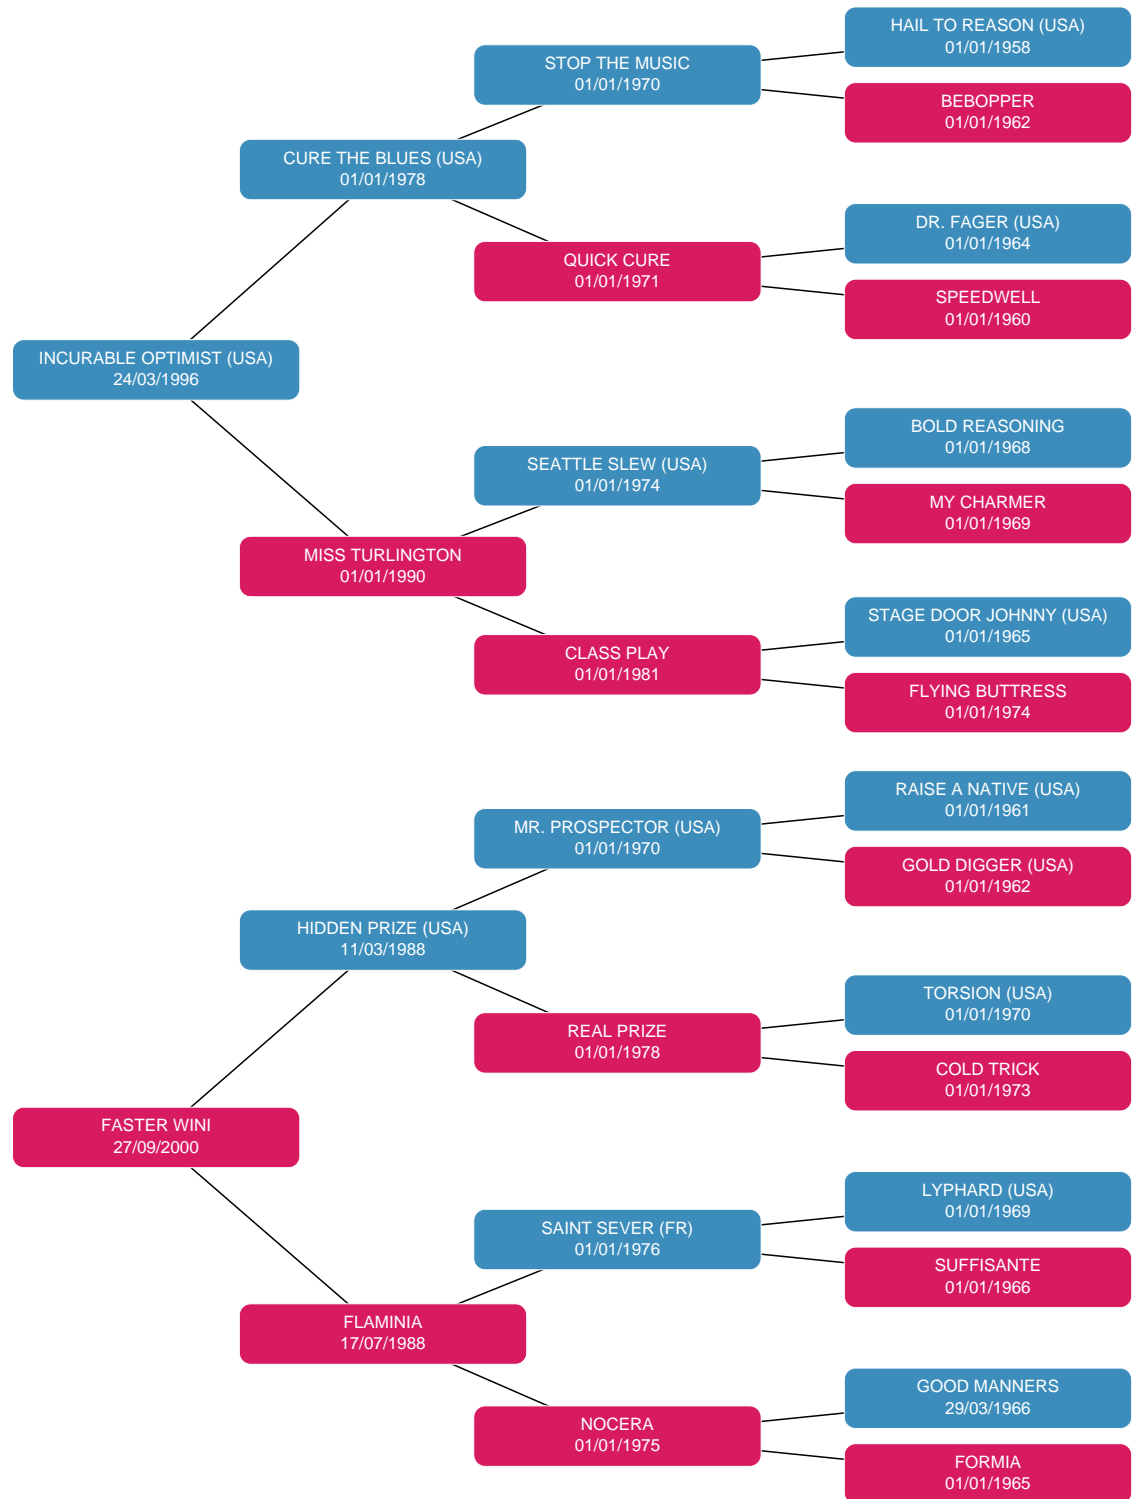 HAIL TO REASON (USA)
01/01/1958
STOP THE MUSIC
01/01/1970
BEBOPPER
01/01/1962
CURE THE BLUES (USA)
01/01/1978
DR. FAGER (USA)
01/01/1964
QUICK CURE
01/01/1971
SPEEDWELL
01/01/1960
INCURABLE OPTIMIST (USA)
24/03/1996
BOLD REASONING
01/01/1968
SEATTLE SLEW (USA)
01/01/1974
MY CHARMER
01/01/1969
MISS TURLINGTON
01/01/1990
STAGE DOOR JOHNNY (USA)
01/01/1965
CLASS PLAY
01/01/1981
FLYING BUTTRESS
01/01/1974
RAISE A NATIVE (USA)
01/01/1961
MR. PROSPECTOR (USA)
01/01/1970
GOLD DIGGER (USA)
01/01/1962
HIDDEN PRIZE (USA)
11/03/1988
TORSION (USA)
01/01/1970
REAL PRIZE
01/01/1978
COLD TRICK
01/01/1973
FASTER WINI
27/09/2000
LYPHARD (USA)
01/01/1969
SAINT SEVER (FR)
01/01/1976
SUFFISANTE
01/01/1966
FLAMINIA
17/07/1988
GOOD MANNERS
29/03/1966
NOCERA
01/01/1975
FORMIA
01/01/1965